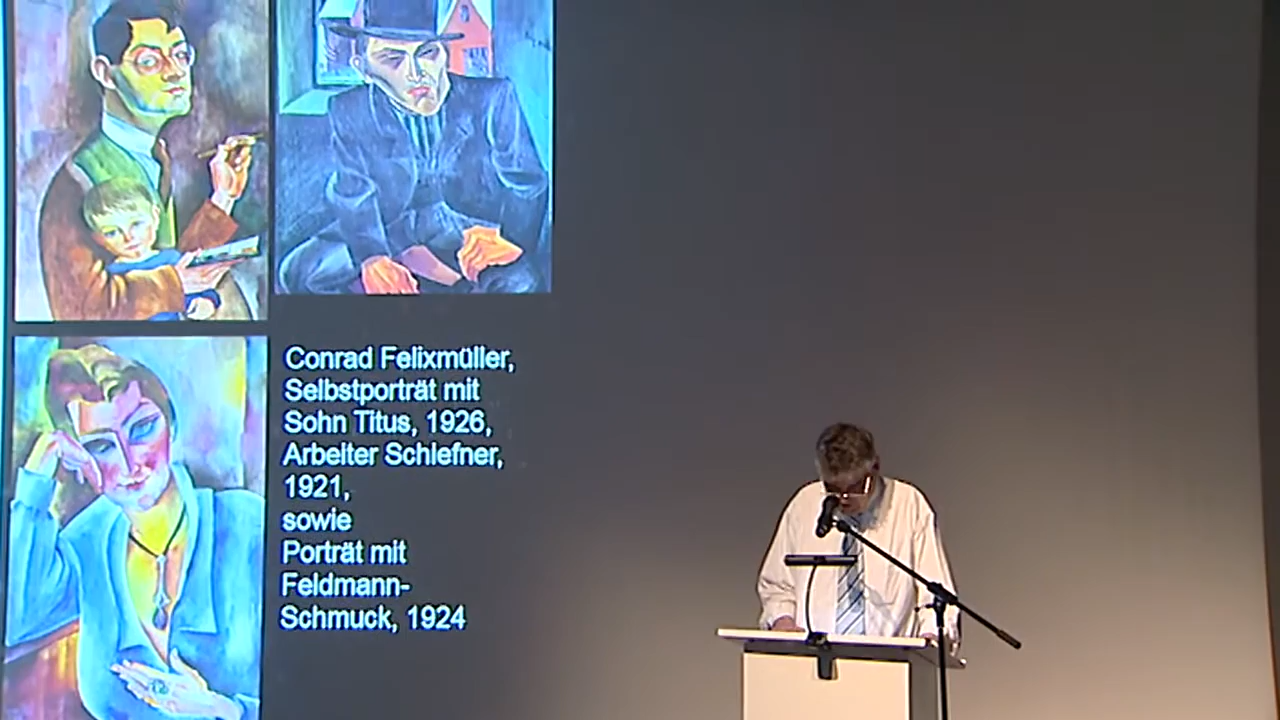 Conrad Felixmüller,
Selbstporträt mit
Sohn Titus, 1926,
Arbeiter Schiefner,
1921,
sowie
Porträt mit
Feldmann-
Schmuck, 1924